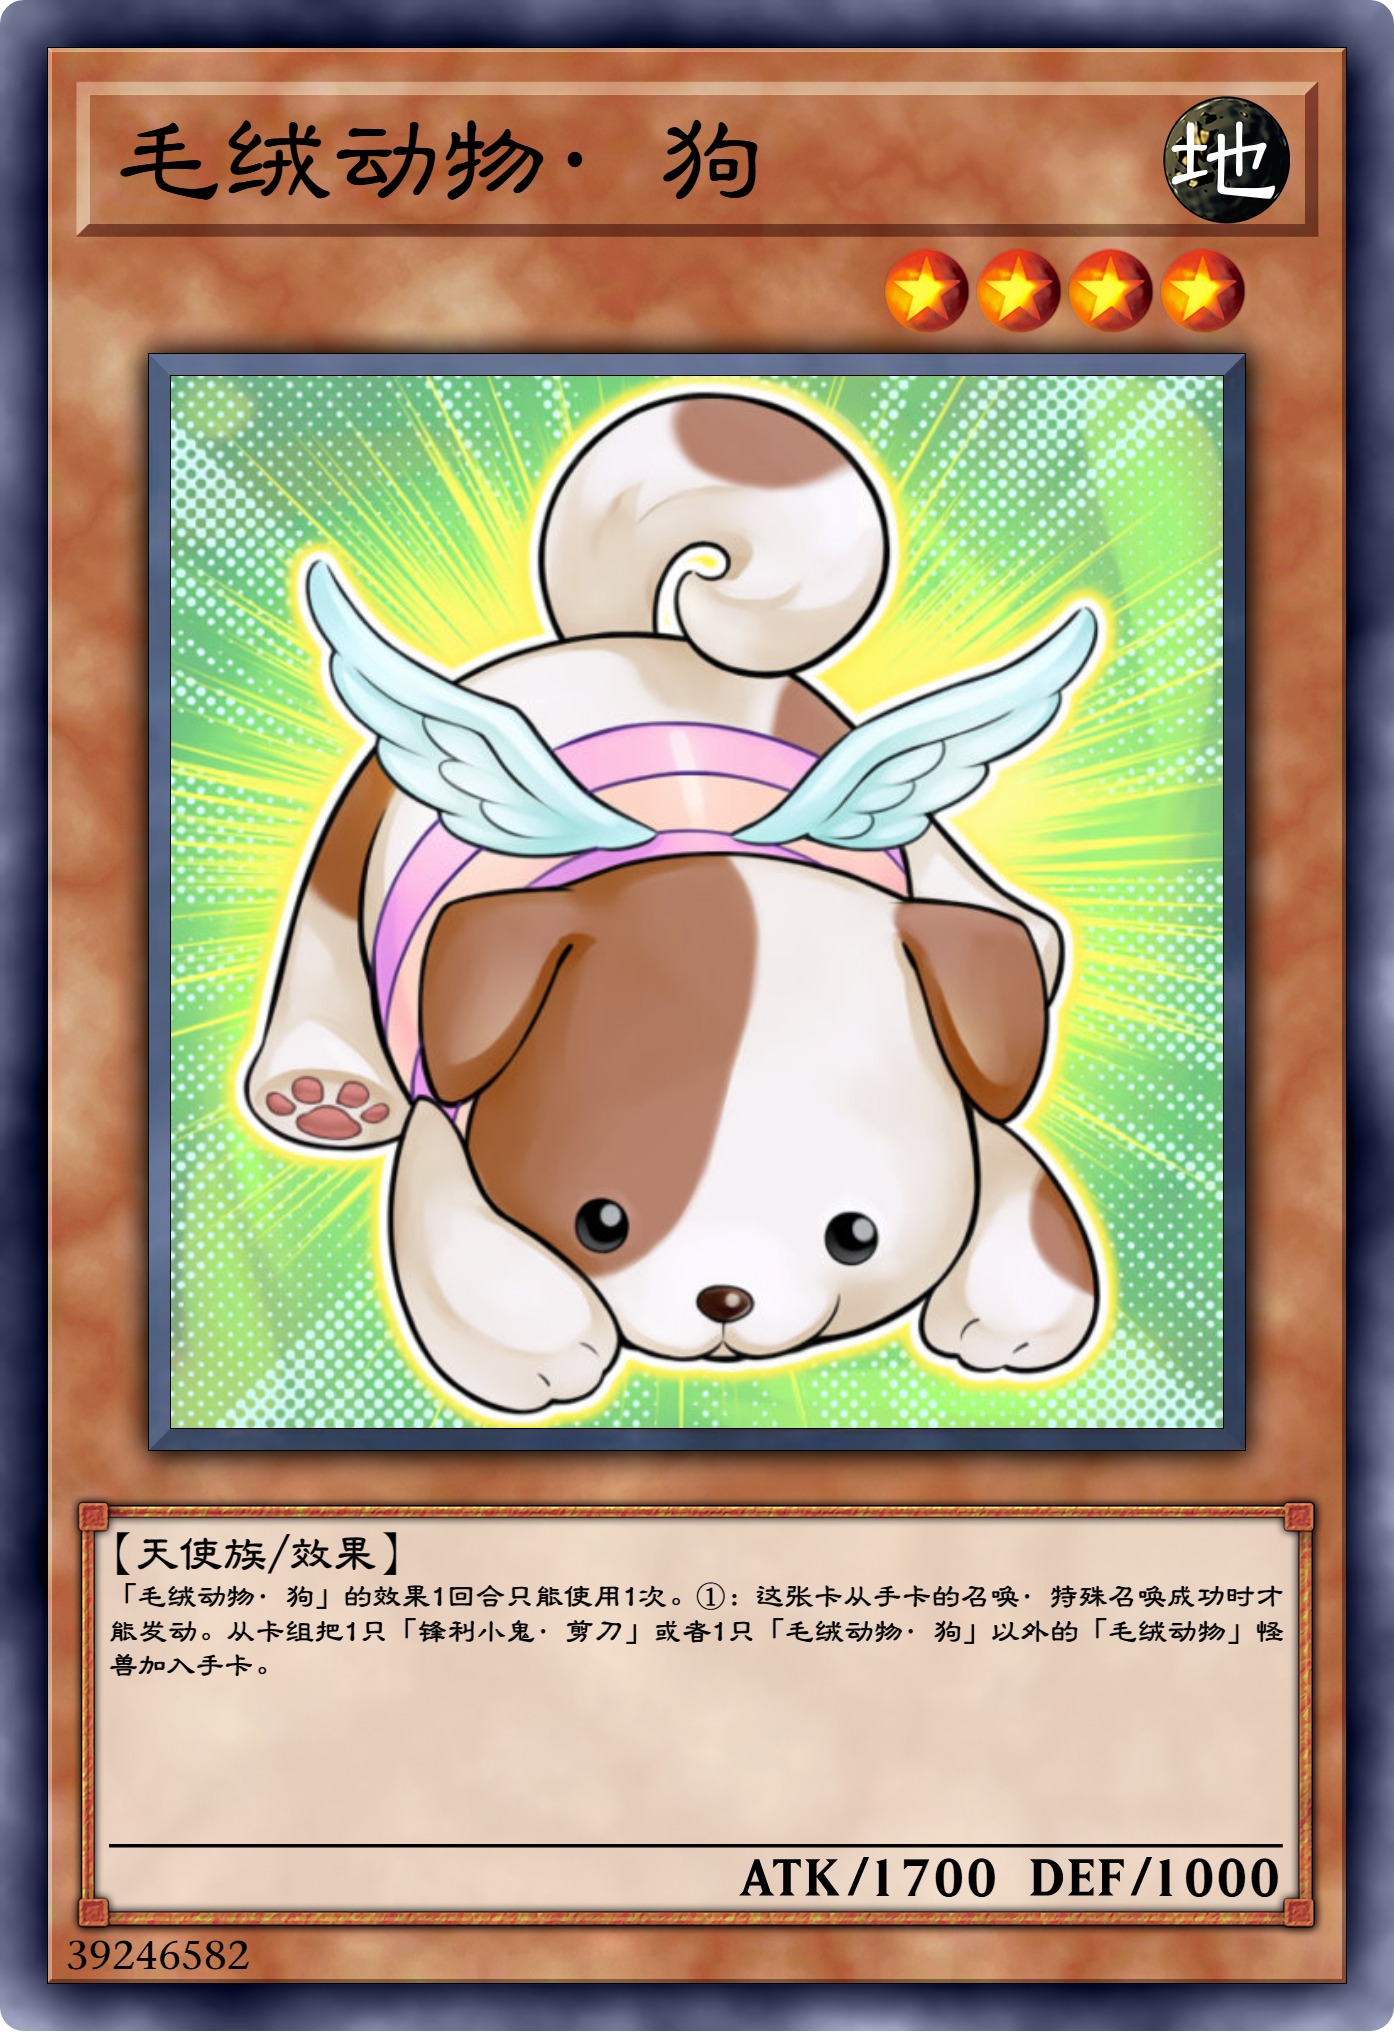 毛绒动物· 狗
地
【天使族/效果】
「毛绒动物· 狗」的效果1回合只能使用1次。①：这张卡从手卡的召唤· 特殊召唤成功时才
能发动。从卡组把1只「锋利小鬼· 剪刀」或者1只「毛绒动物· 狗」以外的「毛绒动物」怪
兽加入手卡。
ATK/1700 DEF/1000
39246582